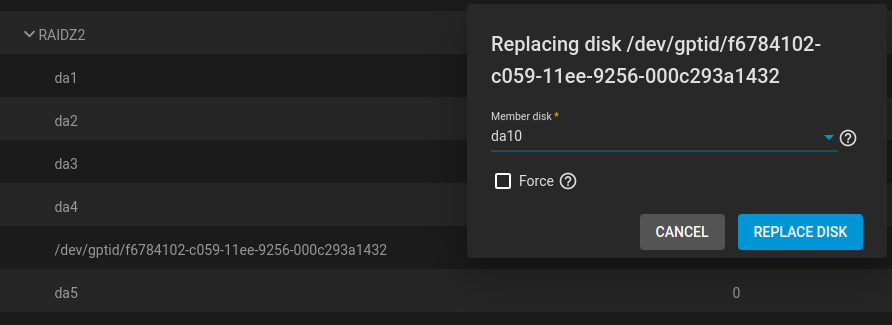 RAIDZ2
da1
da2
da3
da4
/dev/gptid/f6784102-c059-11ee-9256-000c293a1432
da5
0
Replacing disk /dev/gptid/f6784102-
c059-11ee-9256-000c293a1432
Member disk *
da10
Force
CANCEL
REPLACE DISK